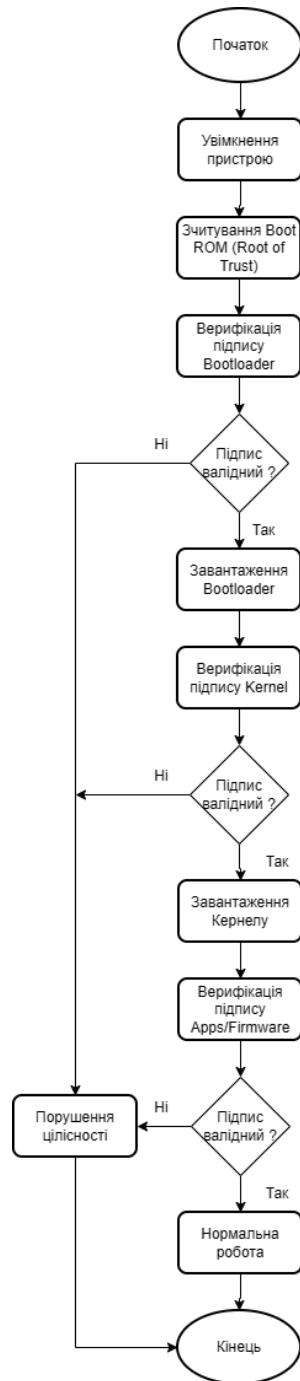 Початок
Увімкнення
пристрою
Зчитування Boot
ROM (Root of
Trust)
Верифікація
підпису
Bootloader
Ні
Підпис
валідний ?
Так
Завантаження
Bootloader
Верифікація
підпису Kernel
Ні
Підпис
валідний ?
Так
Завантаження
Кернелу
Верифікація
підпису
Apps/Firmware
Порушення
цілісності
Ні
Підпис
валідний ?
Так
Нормальна
робота
Кінець